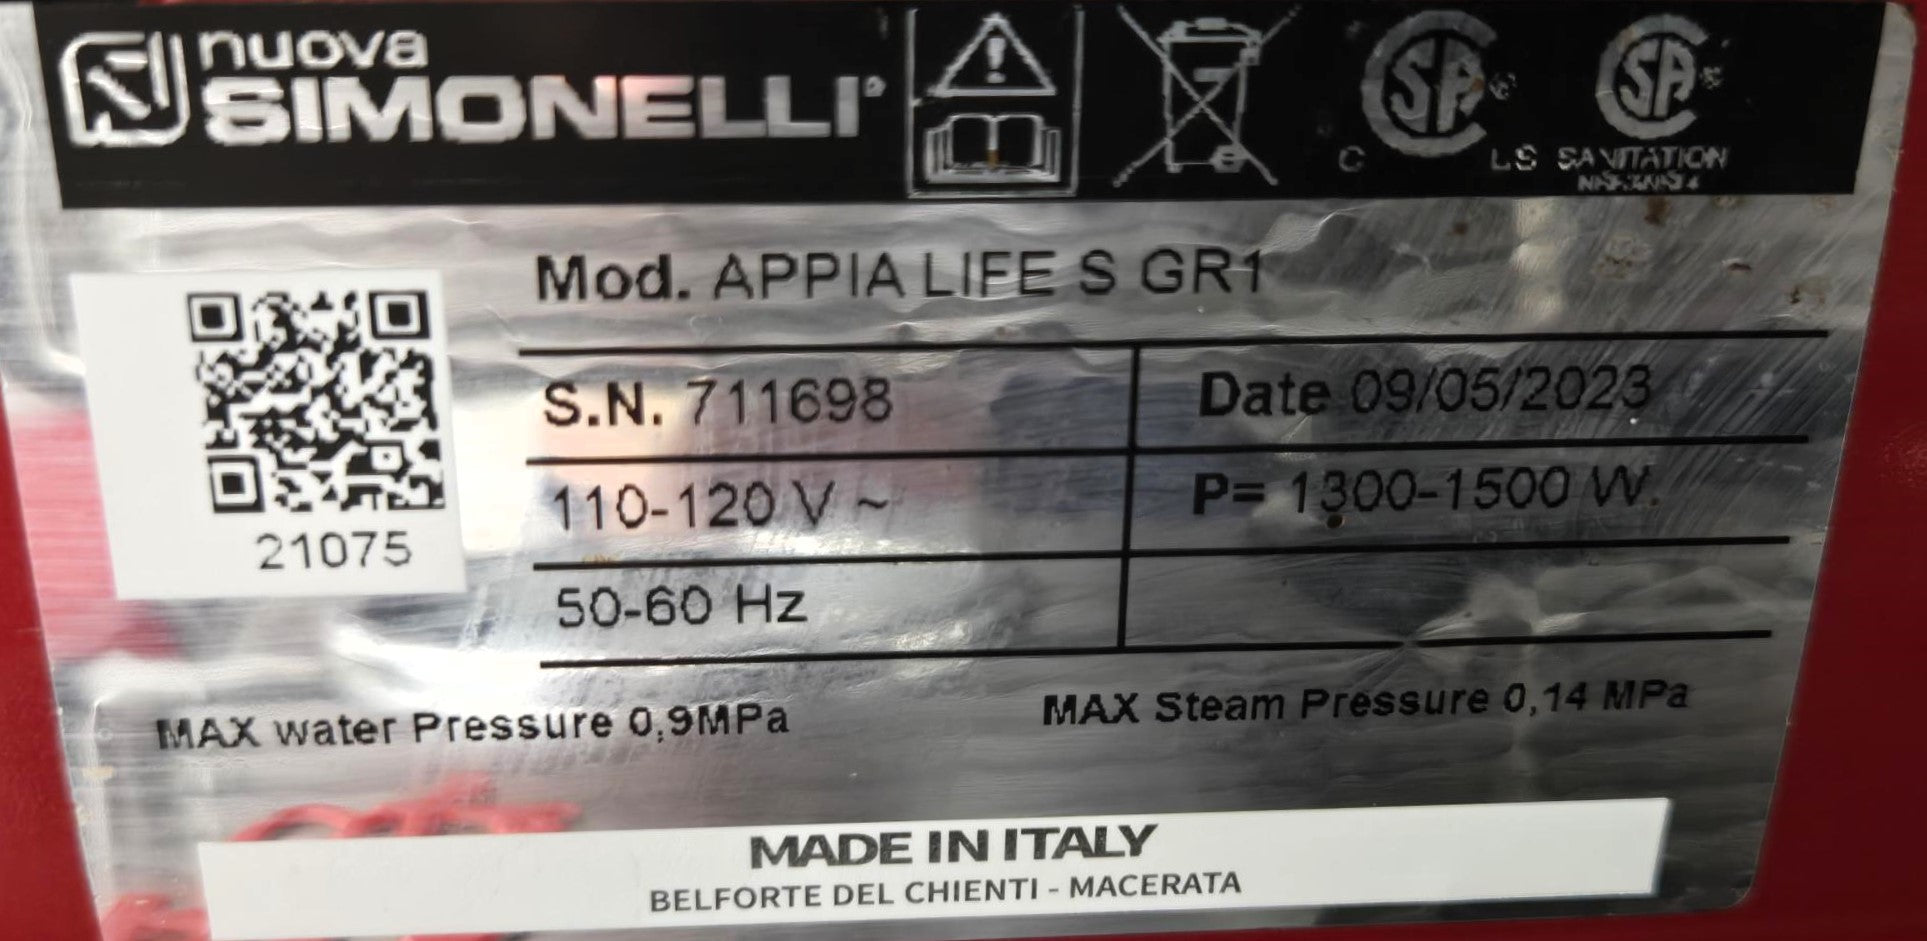 nuova
SIMONELLI
C US
SANITATION
Mod. APPIA LIFE S GR1
S.N. 711698
Date 09/05/2023
110-120 V ~
P= 1300-1500 W.
50-60 Hz
21075
MAX water Pressure 0,9MPa
MAX Steam Pressure 0,14 MPa
MADE IN ITALY
BELFORTE DEL CHIENTI - MACERATA